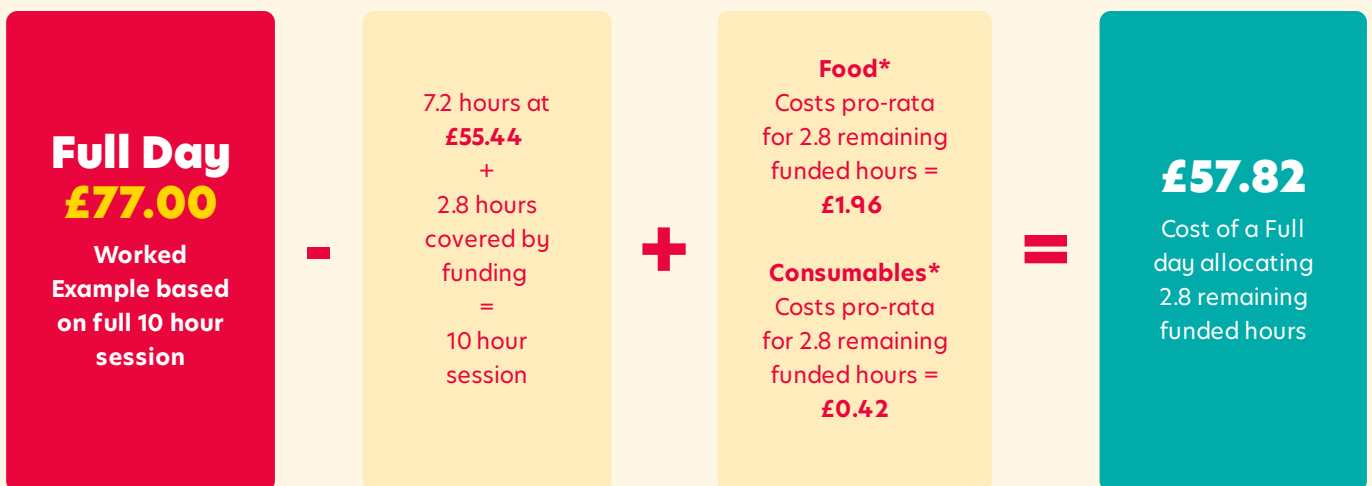 Full Day
£77.00
Worked
Example based
on full 10 hour
session
-
7.2 hours at
£55.44
+
2.8 hours
covered by
funding
=
10 hour
session
+
Food*
Costs pro-rata
for 2.8 remaining
funded hours =
£1.96
Consumables*
Costs pro-rata
for 2.8 remaining
funded hours =
£0.42
=
£57.82
Cost of a Full
day allocating
2.8 remaining
funded hours